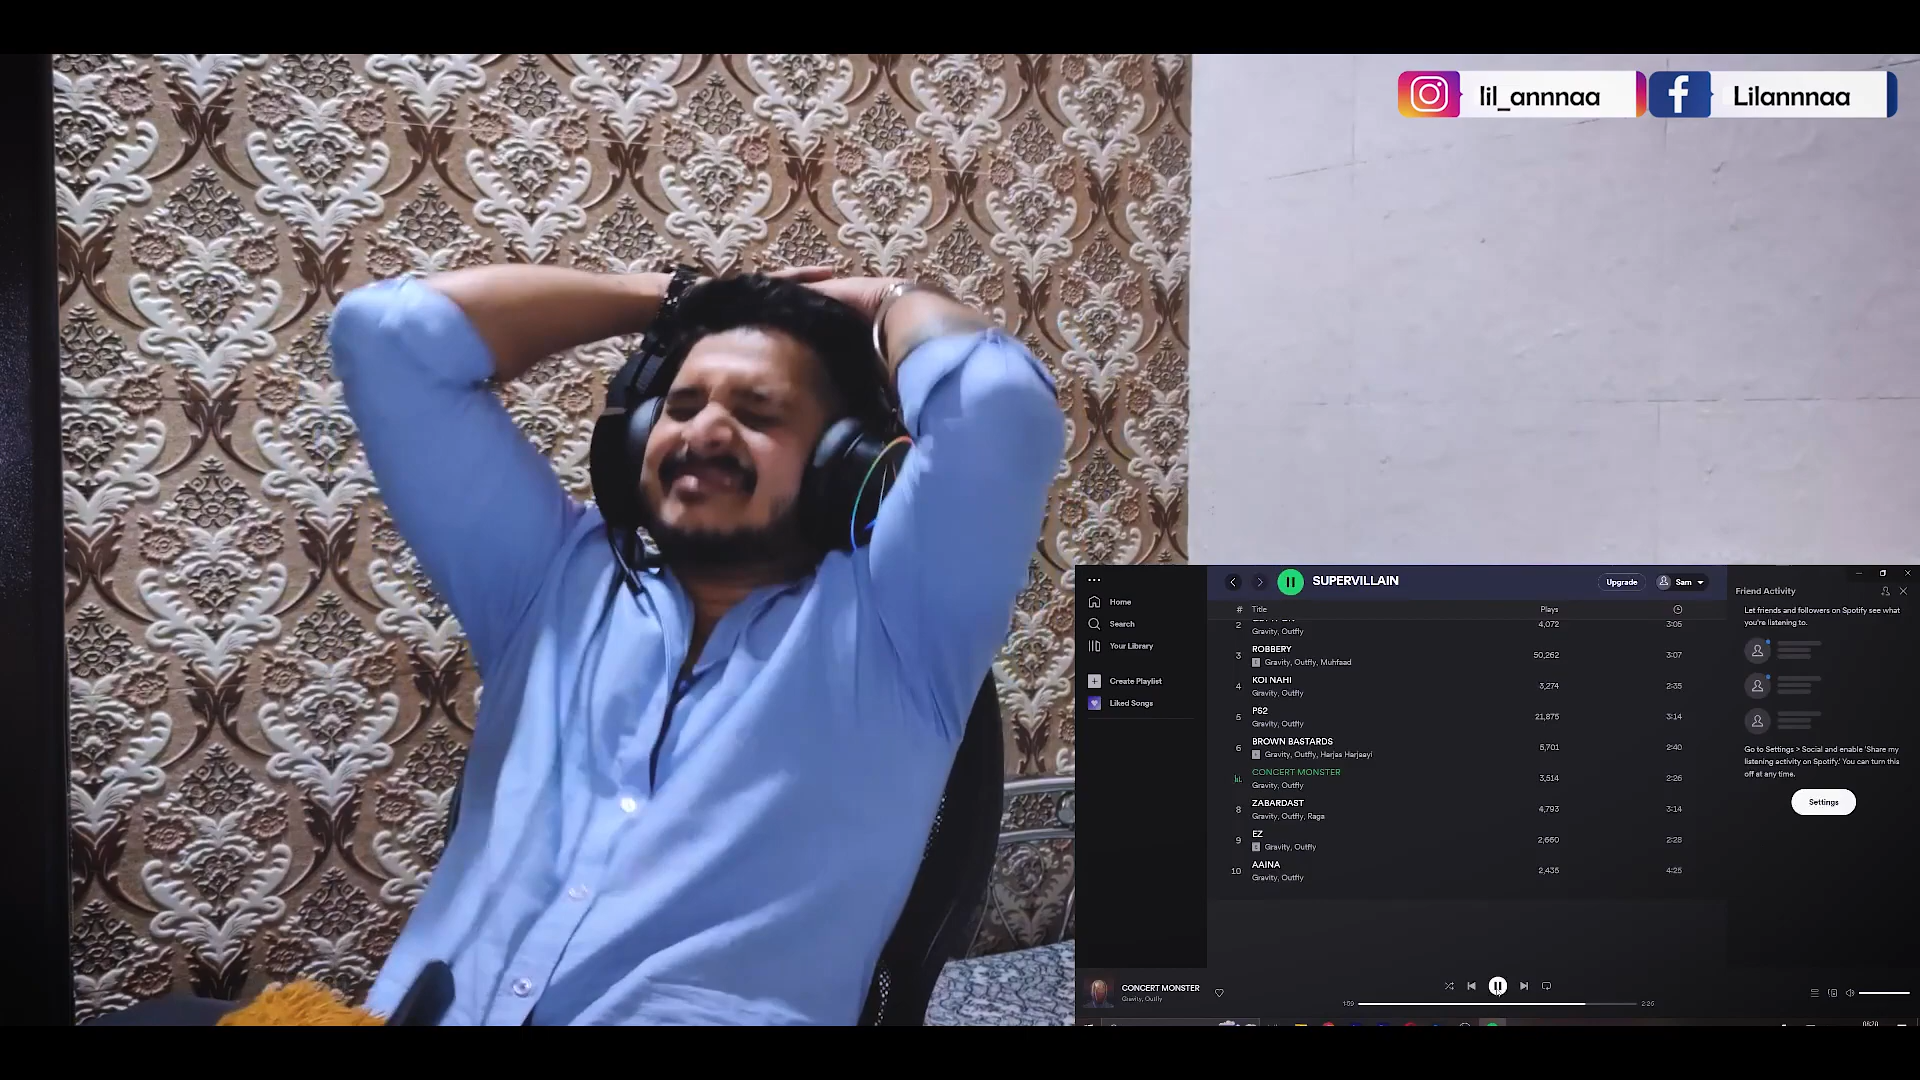 lil_annnaa
Lilannnaa
SUPERVILLAIN
Upgrade
Sam
Home
Search
Your Library
Create Playlist
Liked Songs
# Title Plays
2 4,072 3:05
Gravity, Outfly
3 ROBBERY 50,262 3:07
E Gravity, Outfly, Muhfaad
4 KOI NAHI 3,274 2:35
Gravity, Outfly
5 PS2 21,875 3:14
Gravity, Outfly
6 BROWN BASTARDS 5,701 2:40
E Gravity, Outfly, Harjas Harjaayi
CONCERT MONSTER 3,514 2:26
Gravity, Outfly
8 ZABARDAST 4,793 3:14
Gravity, Outfly, Raga
9 EZ 2,660 2:28
E Gravity, Outfly
10 AAINA 2,435 4:25
Gravity, Outfly
Friend Activity
Let friends and followers on Spotify see what
you're listening to.
Go to Settings > Social and enable 'Share my
listening activity on Spotify.' You can turn this
off at any time.
Settings
CONCERT MONSTER
Gravity, Outfly
1:59 2:26